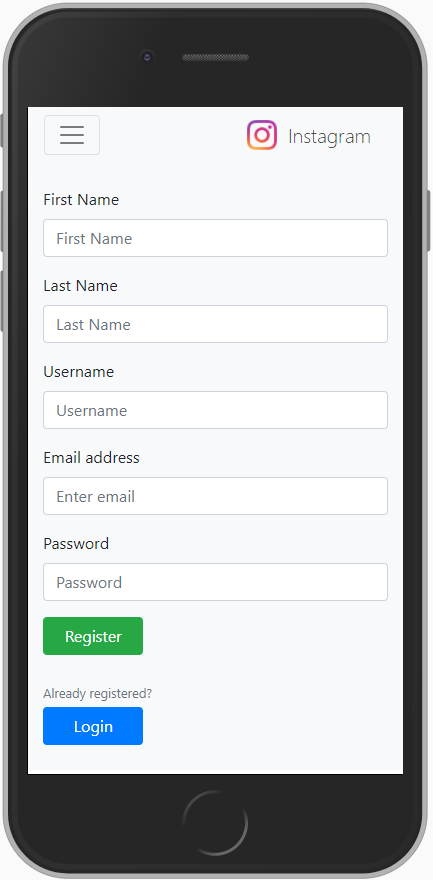 Instagram
First Name
First Name
Last Name
Last Name
Username
Username
Email address
Enter email
Password
Password
Register
Already registered?
Login